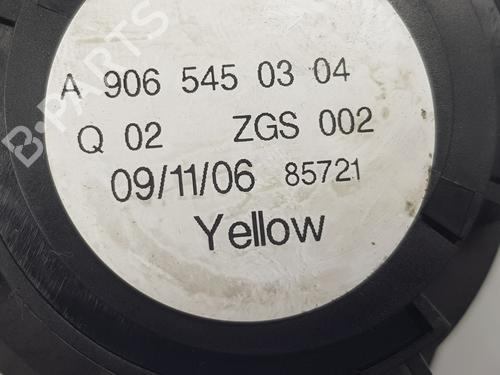 B-PARTS
A 906 545 03 04
Q 02 ZGS 002
09/11/06 85721
Yellow